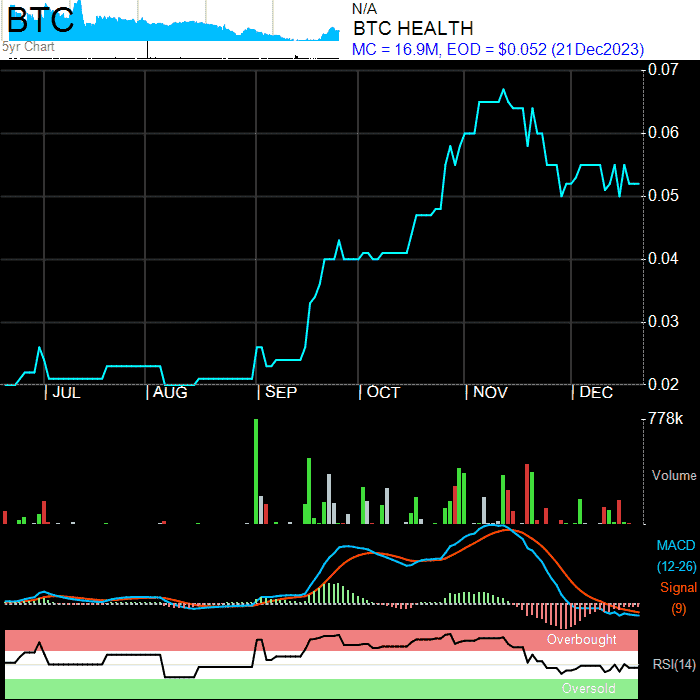 BTC
5yr Chart
N/A
BTC HEALTH
MC = 16.9M, EOD = $0.052 (21Dec2023)
0.07
0.06
0.05
0.04
0.03
0.02
JUL AUG SEP OCT NOV DEC
778k
Volume
MACD
(12-26)
Signal
(9)
Overbought
RSI(14)
Oversold